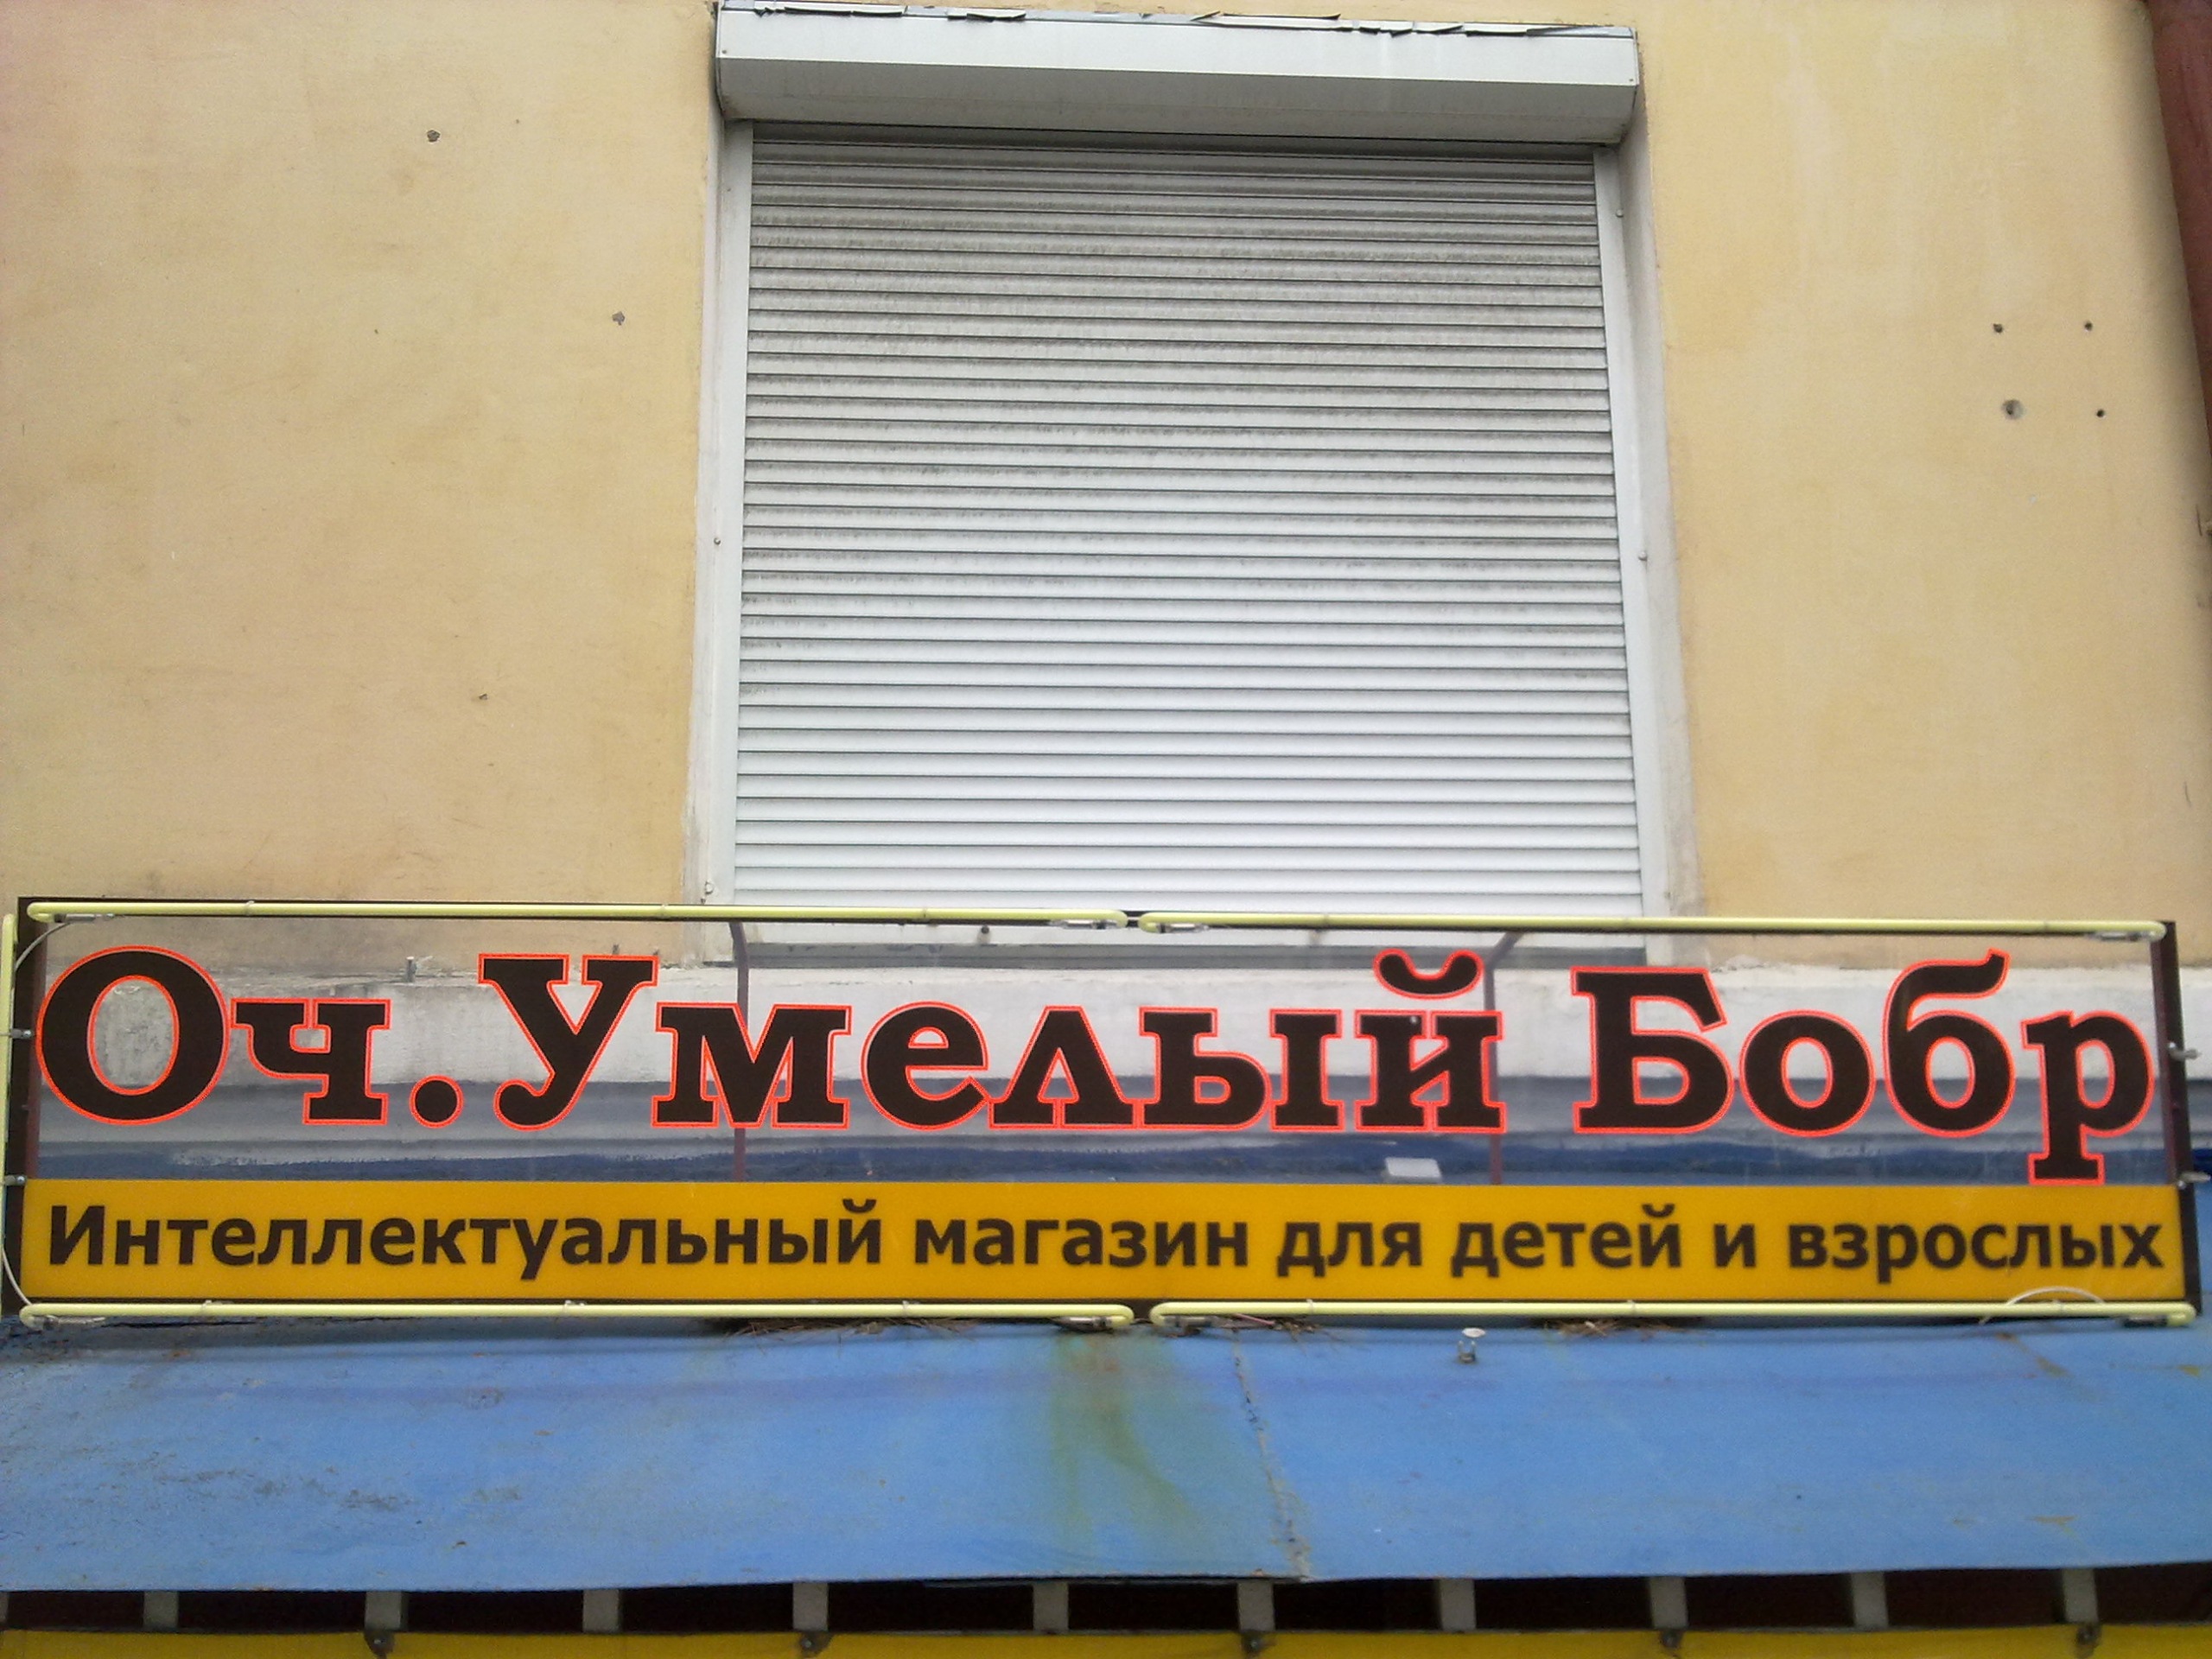 Оч.Умелый Бобр
Интеллектуальный магазин для детей и взрослых